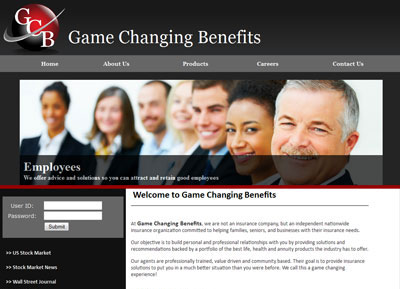 GCB
Game Changing Benefits
Home About Us Products Careers Contact Us
Employees
We offer advice and solutions so you can attract and retain good employees
User ID:
Password:
Submit
>> US Stock Market
>> Stock Market News
>> Wall Street Journal
Welcome to Game Changing Benefits
At Game Changing Benefits, we are not an insurance company, but an independent nationwide
insurance organization committed to helping families, seniors, and businesses with their insurance needs.
Our objective is to build personal and professional relationships with you by providing solutions and
recommendations backed by a portfolio of the best life, health and annuity products the industry has to offer.
Our agents are professionally trained, value driven and community based. Their goal is to provide insurance
solutions to put you in a much better situation than you were before. We call this a game changing
experience!